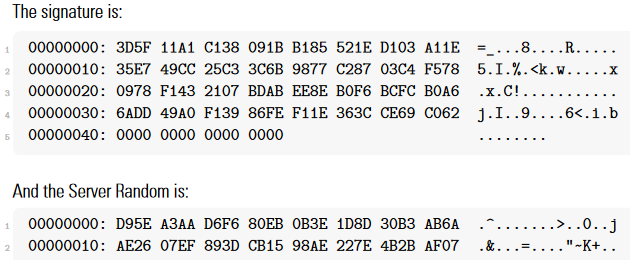 The signature is:
1 00000000: 3D5F 11A1 C138 091B B185 521E D103 A11E =_...8....R.....
2 00000010: 35E7 49CC 25C3 3C6B 9877 C287 03C4 F578 5.I.%.<k.w.....x
3 00000020: 0978 F143 2107 BDAB EE8E B0F6 BCFC B0A6 .x.C!...........
4 00000030: 6ADD 49A0 F139 86FE F11E 363C CE69 C062 j.I..9....6<.i.b
5 00000040: 0000 0000 0000 0000 ........
And the Server Random is:
1 00000000: D95E A3AA D6F6 80EB 0B3E 1D8D 30B3 AB6A .^.......>..0..j
2 00000010: AE26 07EF 893D CB15 98AE 227E 4B2B AF07 .&...=...."~K+..